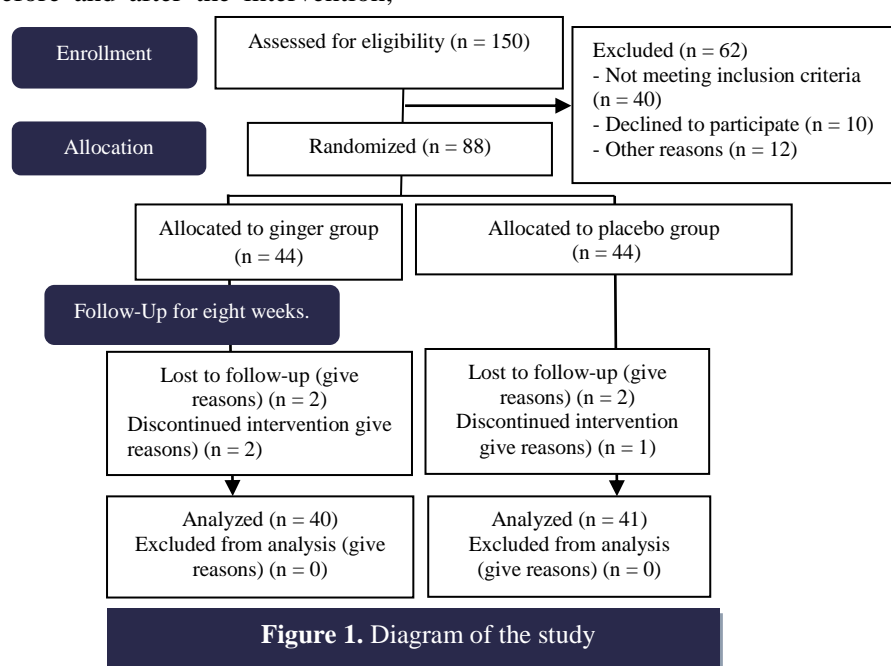 before and after the intervention,
Enrollment
Assessed for eligibility (n = 150)
Excluded (n = 62)
- Not meeting inclusion criteria
(n = 40)
- Declined to participate (n = 10)
- Other reasons (n = 12)
Allocation
Randomized (n = 88)
Allocated to ginger group
(n = 44)
Allocated to placebo group
(n = 44)
Follow-Up for eight weeks.
Lost to follow-up (give
reasons) (n = 2)
Discontinued intervention give
reasons) (n = 2)
Lost to follow-up (give
reasons) (n = 2)
Discontinued intervention
give reasons) (n = 1)
Analyzed (n = 40)
Excluded from analysis (give
reasons) (n = 0)
Analyzed (n = 41)
Excluded from analysis
(give reasons) (n = 0)
Figure 1. Diagram of the study